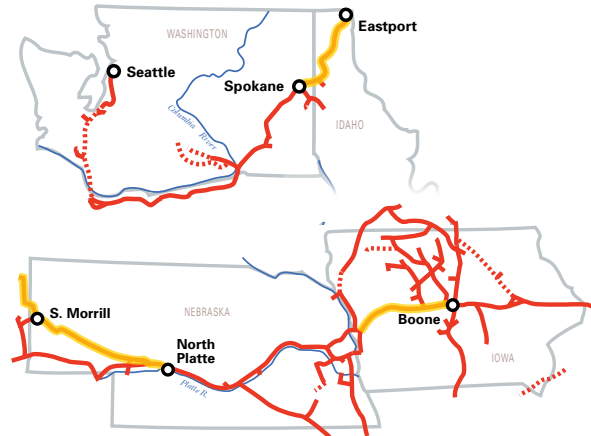 WASHINGTON
Eastport
Seattle
Spokane
Columbia River
IDAHO
S. Morrill
NEBRASKA
North
Platte
Platte R.
Boone
IOWA